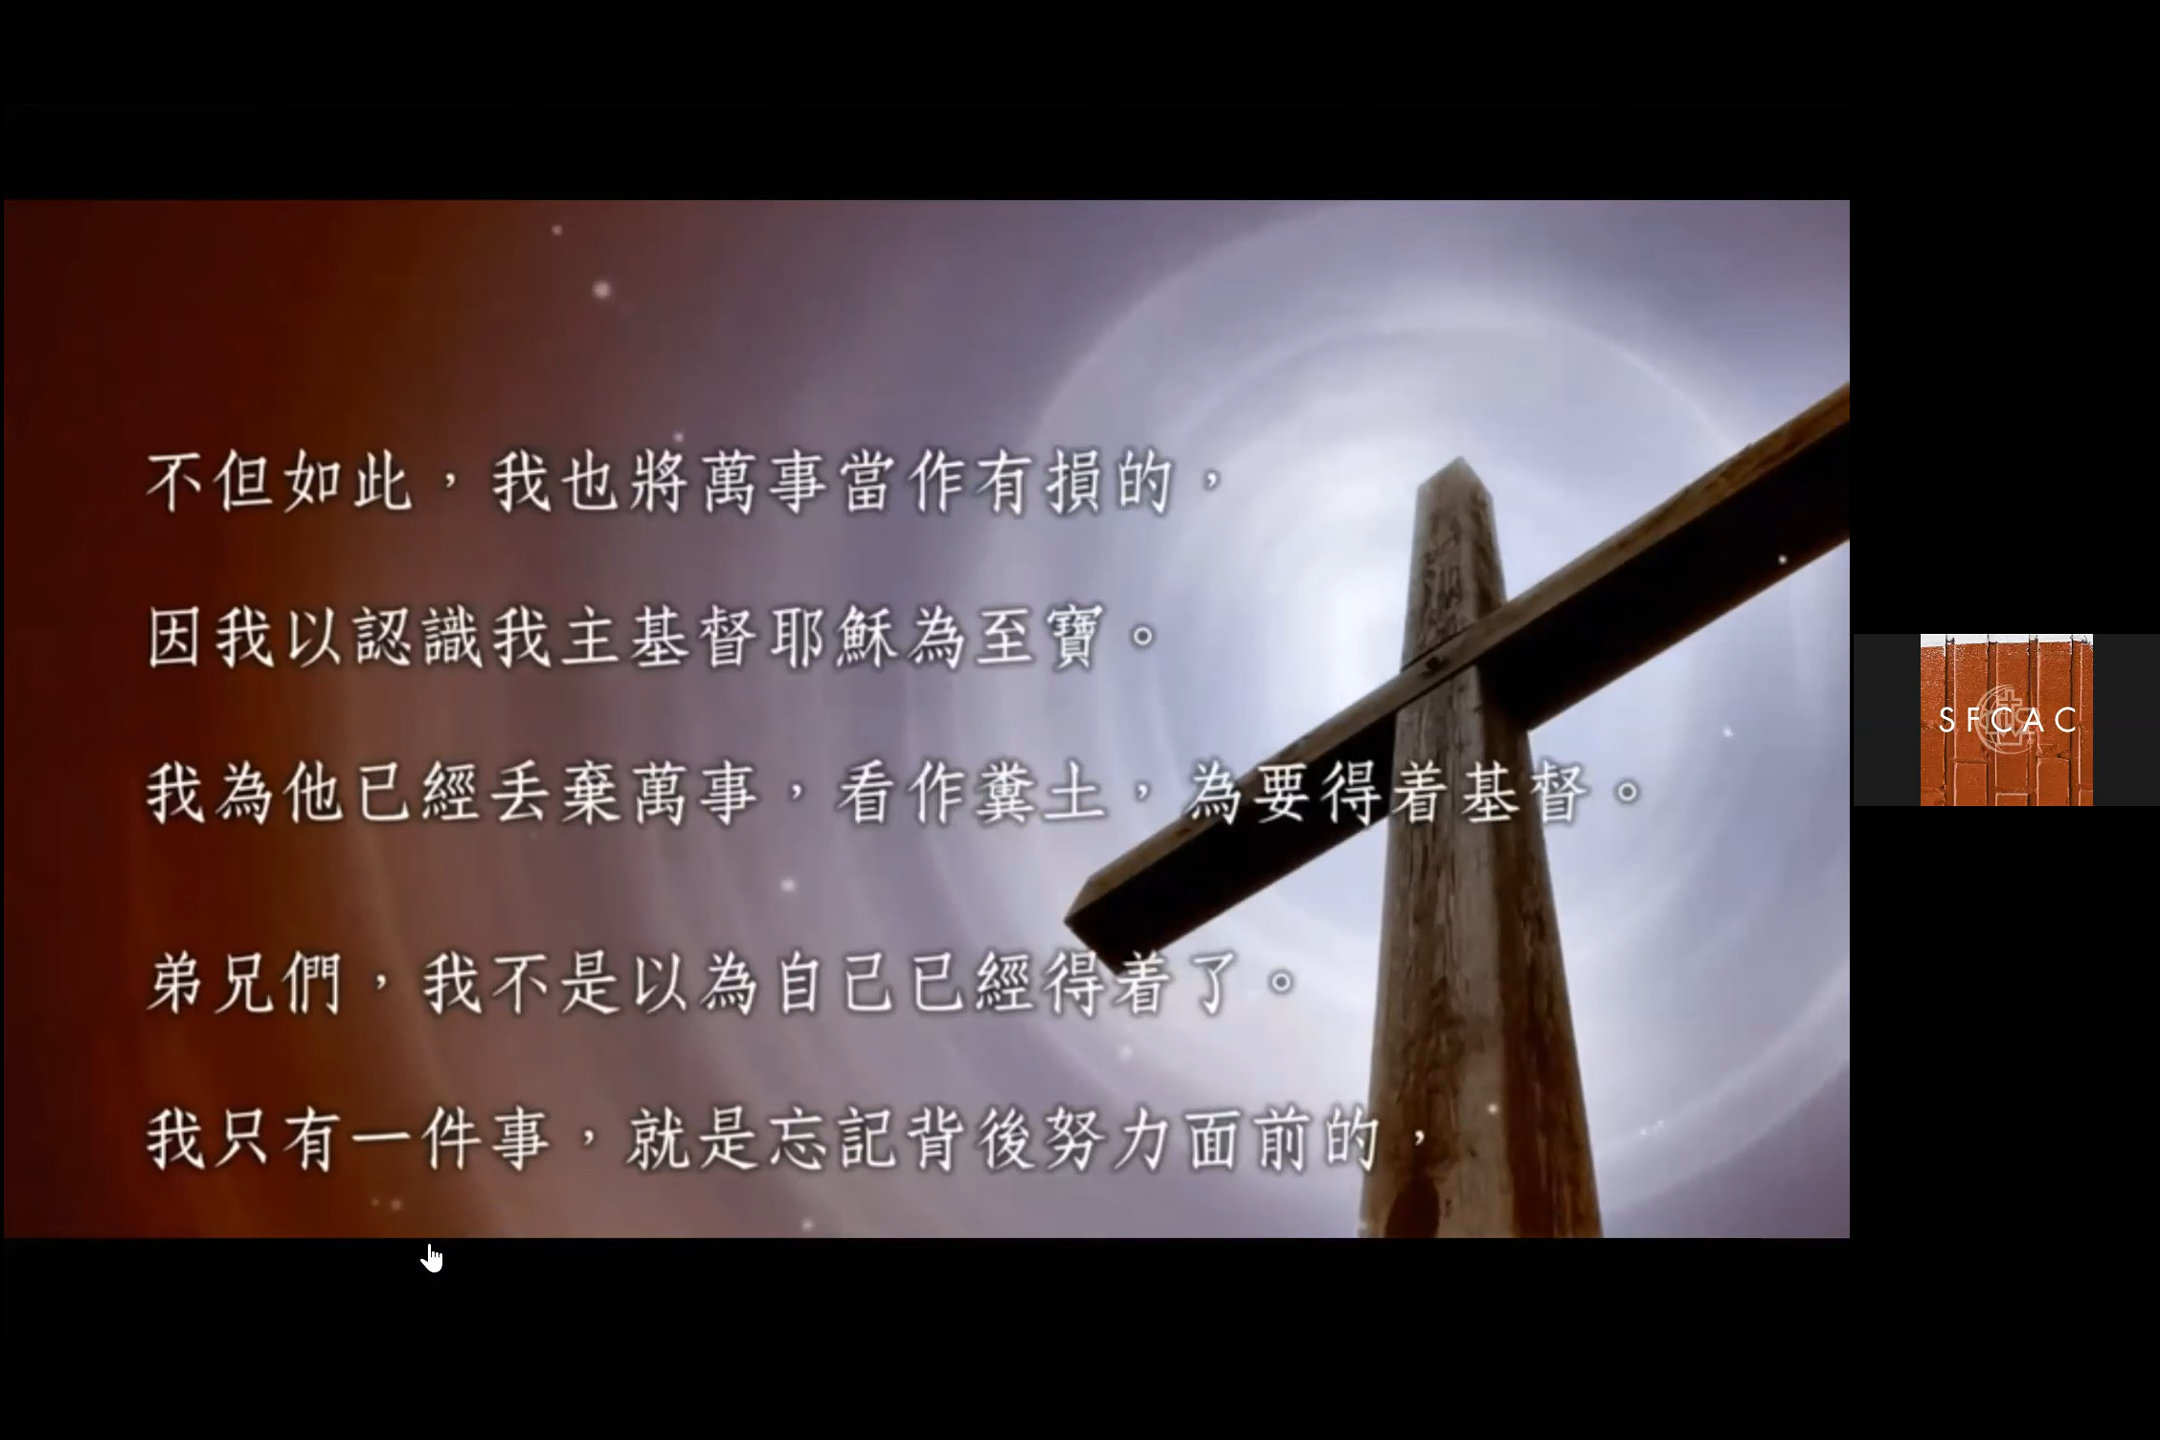 不但如此，我也將萬事當作有損的，
因我以認識我主基督耶穌為至寶。
我為他已經丟棄萬事，看作糞土，為要得着基督。
弟兄們，我不是以為自己已經得着了。
我只有一件事，就是忘記背後努力面前的，
SFCAC